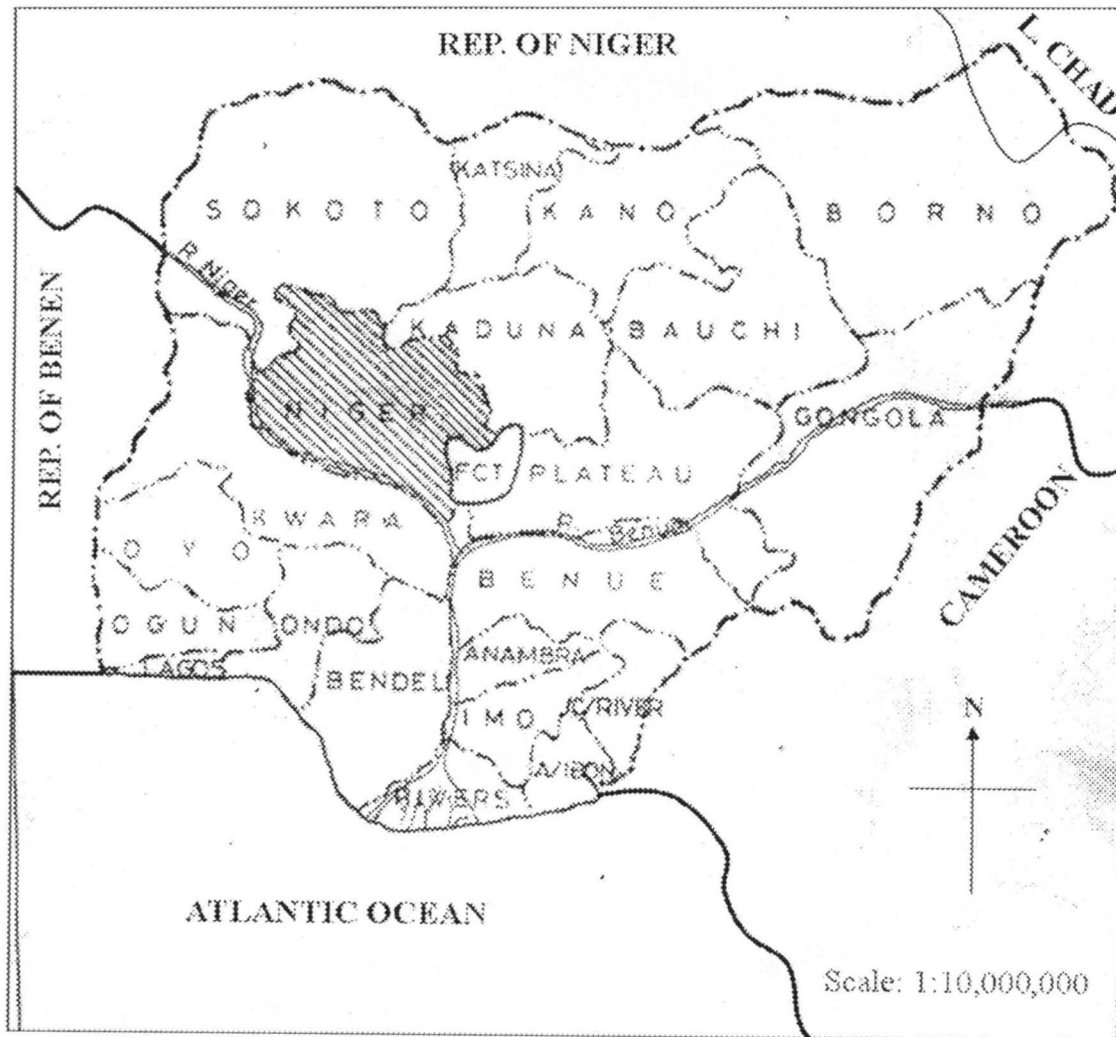 REP. OF NIGER
L. CHAD
KATSINA
SOKOTO
KANO
BORNO
R. Niger
REP. OF BENEN
KADUNA
BAUCHI
NIGER
GONGOLA
FCT
PLATEAU
KWARA
R. Benue
OYO
BENUE
CAMEROON
OGUN
ONDO
ANAMBRA
LAGOS
BENDEL
IMO
C/RIVER
N
A/IBON
RIVERS
ATLANTIC OCEAN
Scale: 1:10,000,000